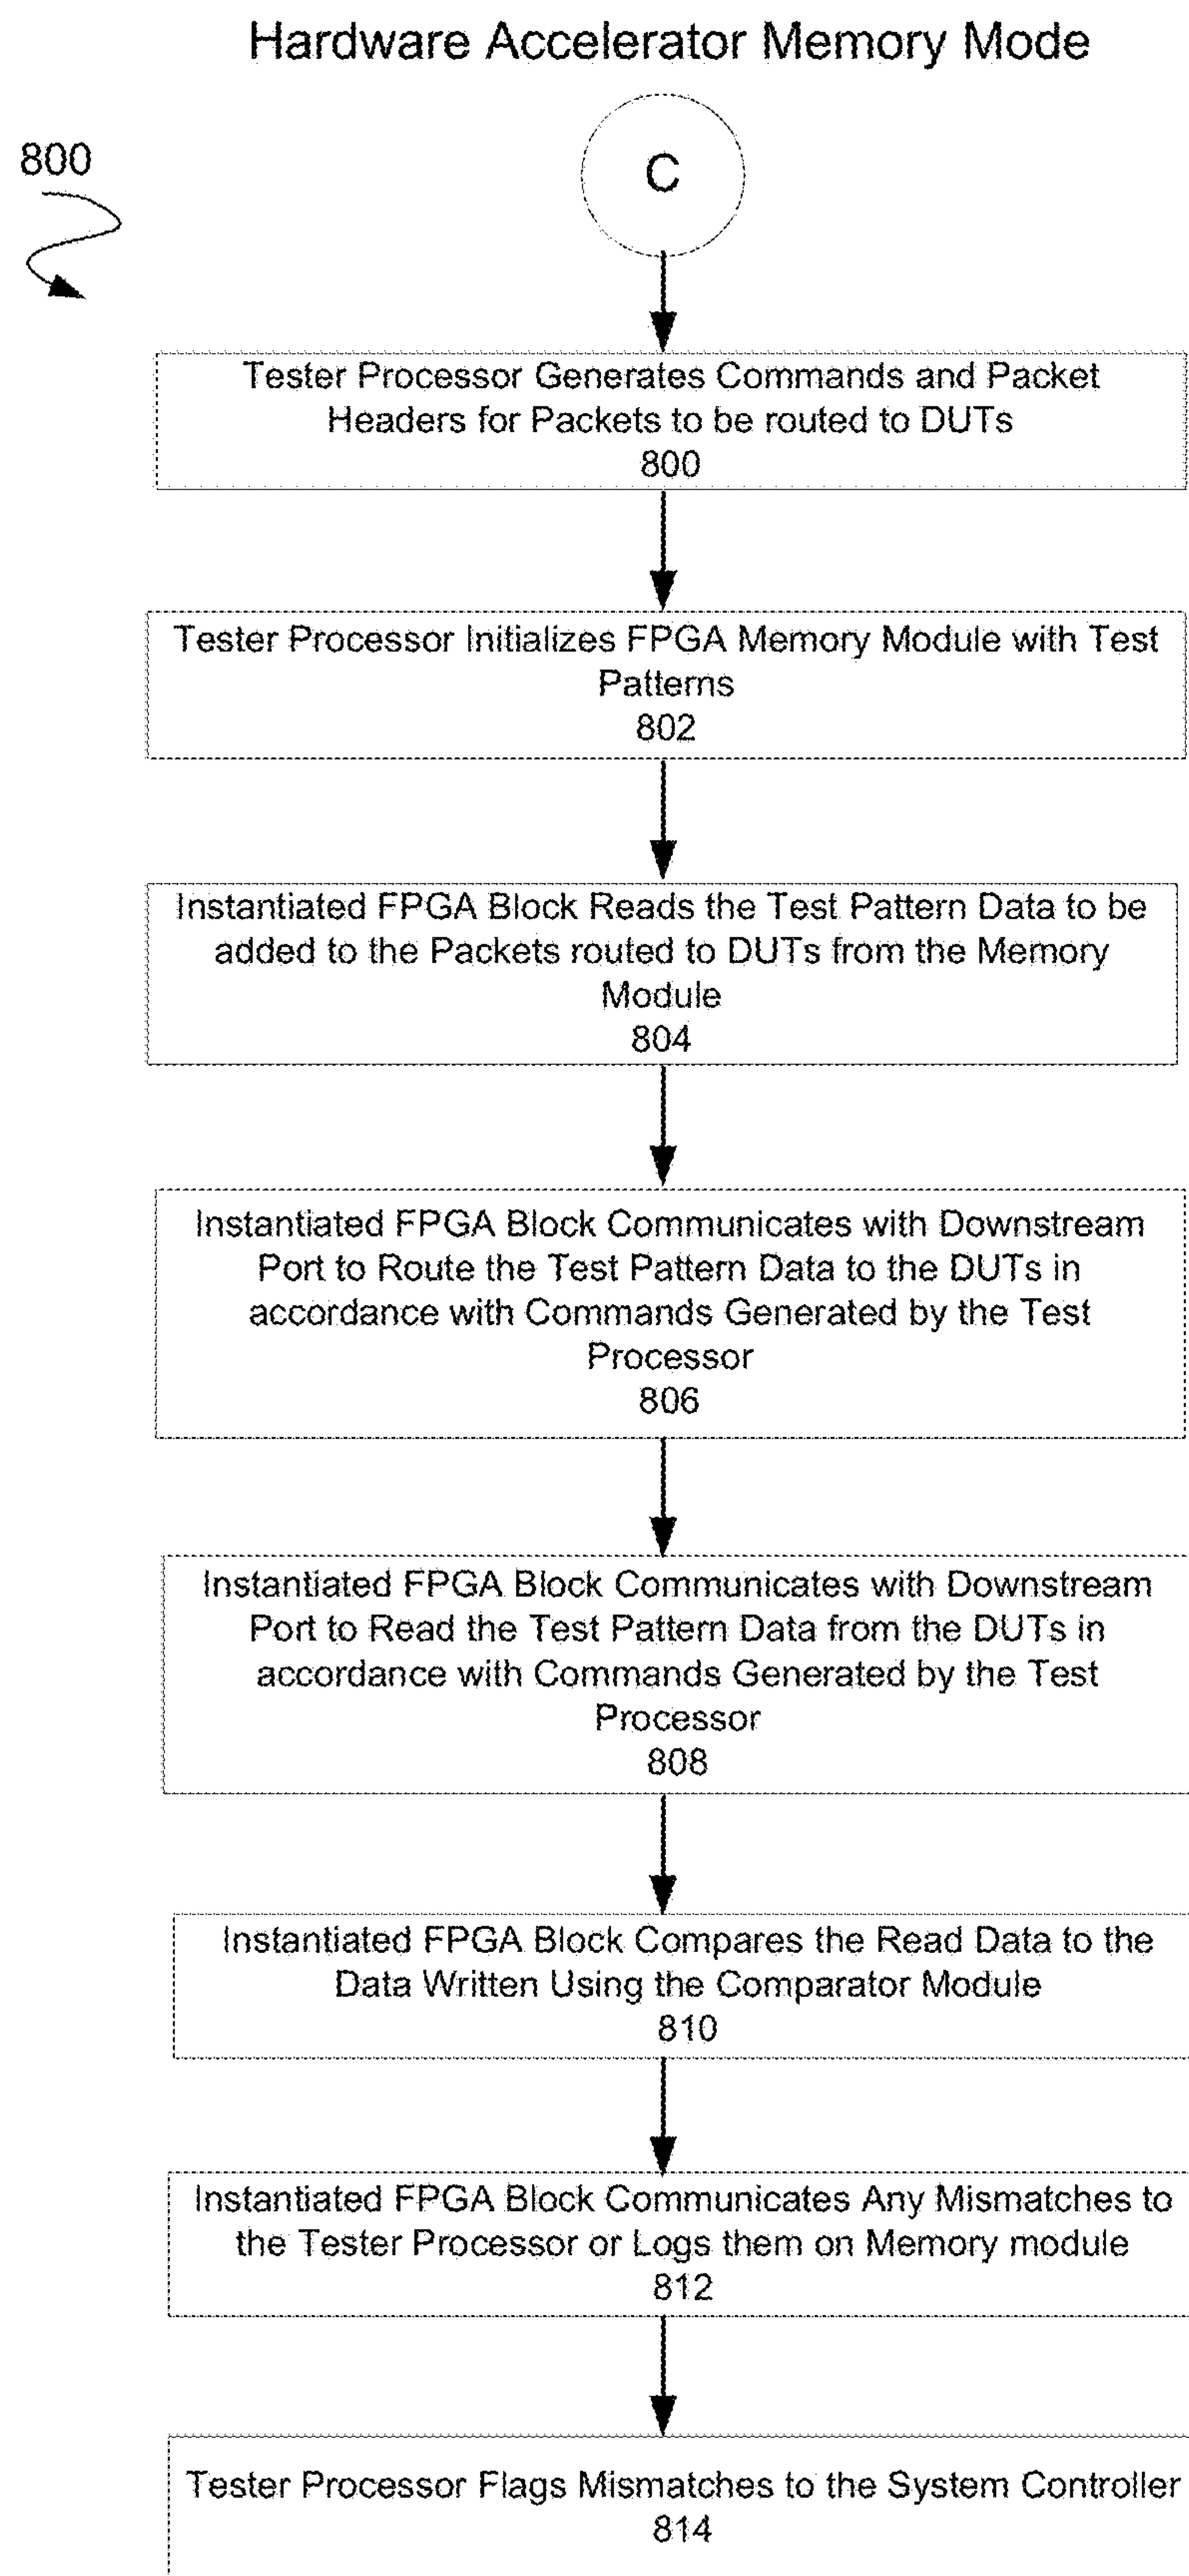 Hardware Accelerator Memory Mode
C
800
Tester Processor Generates Commands and Packet
Headers for Packets to be routed to DUTs
800
Tester Processor Initializes FPGA Memory Module with Test
Patterns
802
Instantiated FPGA Block Reads the Test Pattern Data to be
added to the Packets routed to DUTs from the Memory
Module
804
Instantiated FPGA Block Communicates with Downstream
Port to Route the Test Pattern Data to the DUTs in
accordance with Commands Generated by the Test
Processor
806
Instantiated FPGA Block Communicates with Downstream
Port to Read the Test Pattern Data from the DUTs in
accordance with Commands Generated by the Test
Processor
808
Instantiated FPGA Block Compares the Read Data to the
Data Written Using the Comparator Module
810
Instantiated FPGA Block Communicates Any Mismatches to
the Tester Processor or Logs them on Memory module
812
Tester Processor Flags Mismatches to the System Controller
814